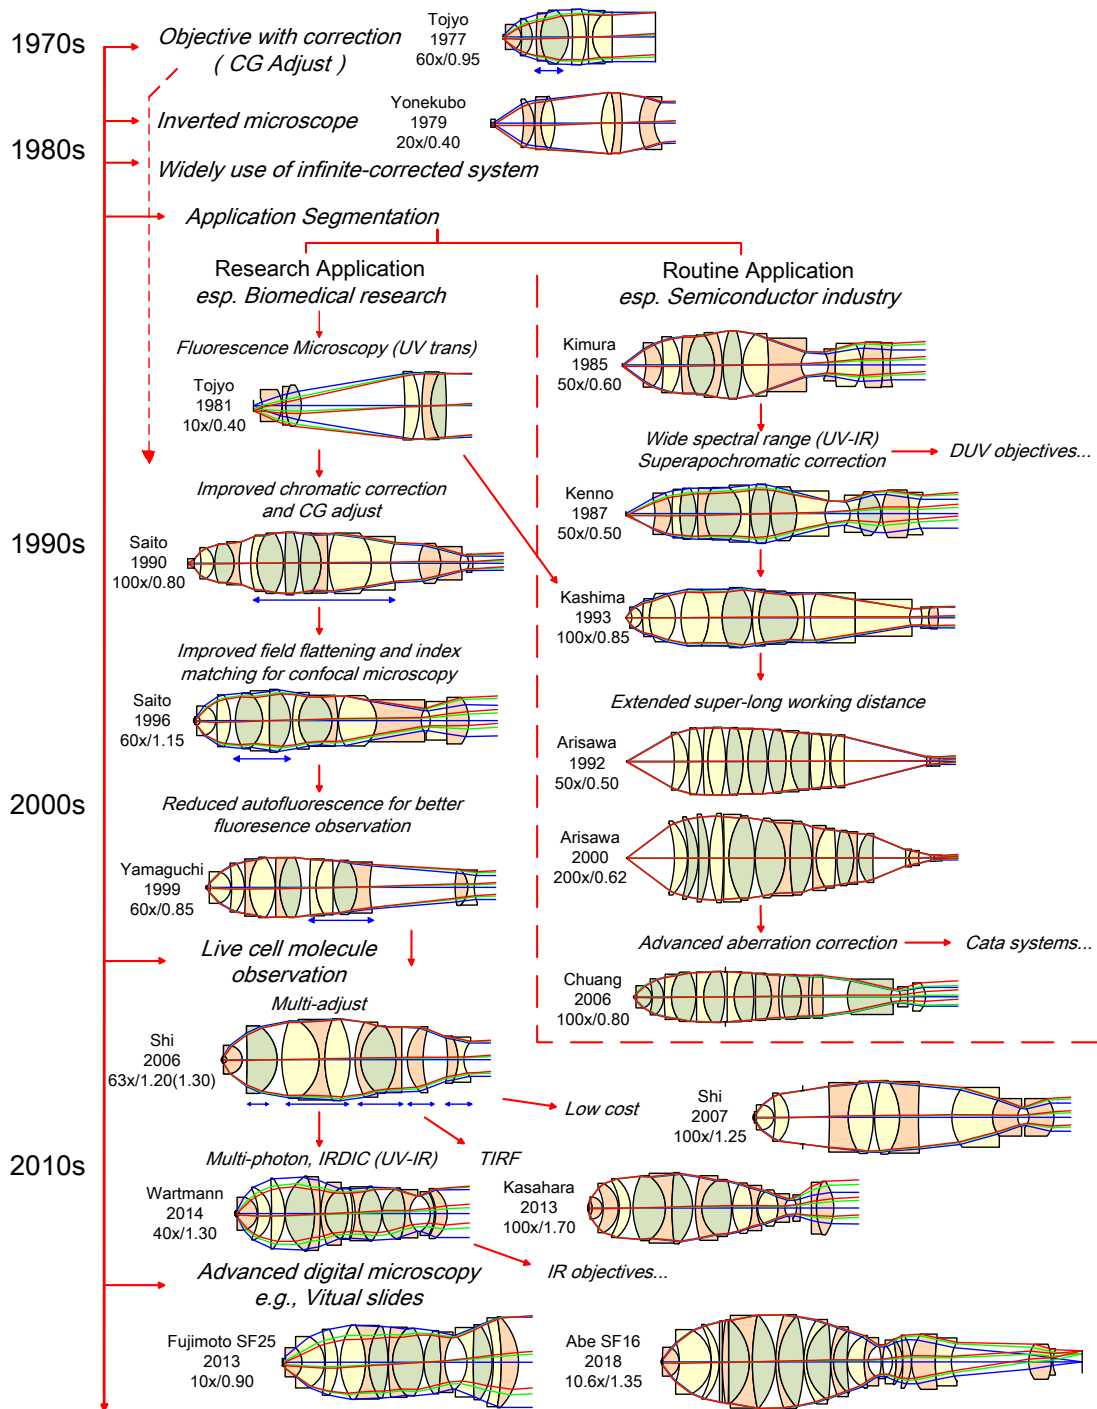 1970s
Objective with correction
( CG Adjust )
Tojyo
1977
60x/0.95
Inverted microscope
Yonekubo
1979
20x/0.40
1980s
Widely use of infinite-corrected system
Application Segmentation
Research Application
esp. Biomedical research
Routine Application
esp. Semiconductor industry
Fluorescence Microscopy (UV trans)
Tojyo
1981
10x/0.40
Kimura
1985
50x/0.60
Wide spectral range (UV-IR)
Superapochromatic correction
DUV objectives...
Improved chromatic correction
and CG adjust
Kenno
1987
50x/0.50
1990s
Saito
1990
100x/0.80
Kashima
1993
100x/0.85
Improved field flattening and index
matching for confocal microscopy
Saito
1996
60x/1.15
Extended super-long working distance
Arisawa
1992
50x/0.50
2000s
Reduced autofluorescence for better
fluoresence observation
Arisawa
2000
200x/0.62
Yamaguchi
1999
60x/0.85
Live cell molecule
observation
Advanced aberration correction
Cata systems...
Multi-adjust
Chuang
2006
100x/0.80
Shi
2006
63x/1.20(1.30)
Low cost
Shi
2007
100x/1.25
2010s
Multi-photon, IRDIC (UV-IR)
TIRF
Wartmann
2014
40x/1.30
Kasahara
2013
100x/1.70
IR objectives...
Advanced digital microscopy
e.g., Vitual slides
Fujimoto SF25
2013
10x/0.90
Abe SF16
2018
10.6x/1.35